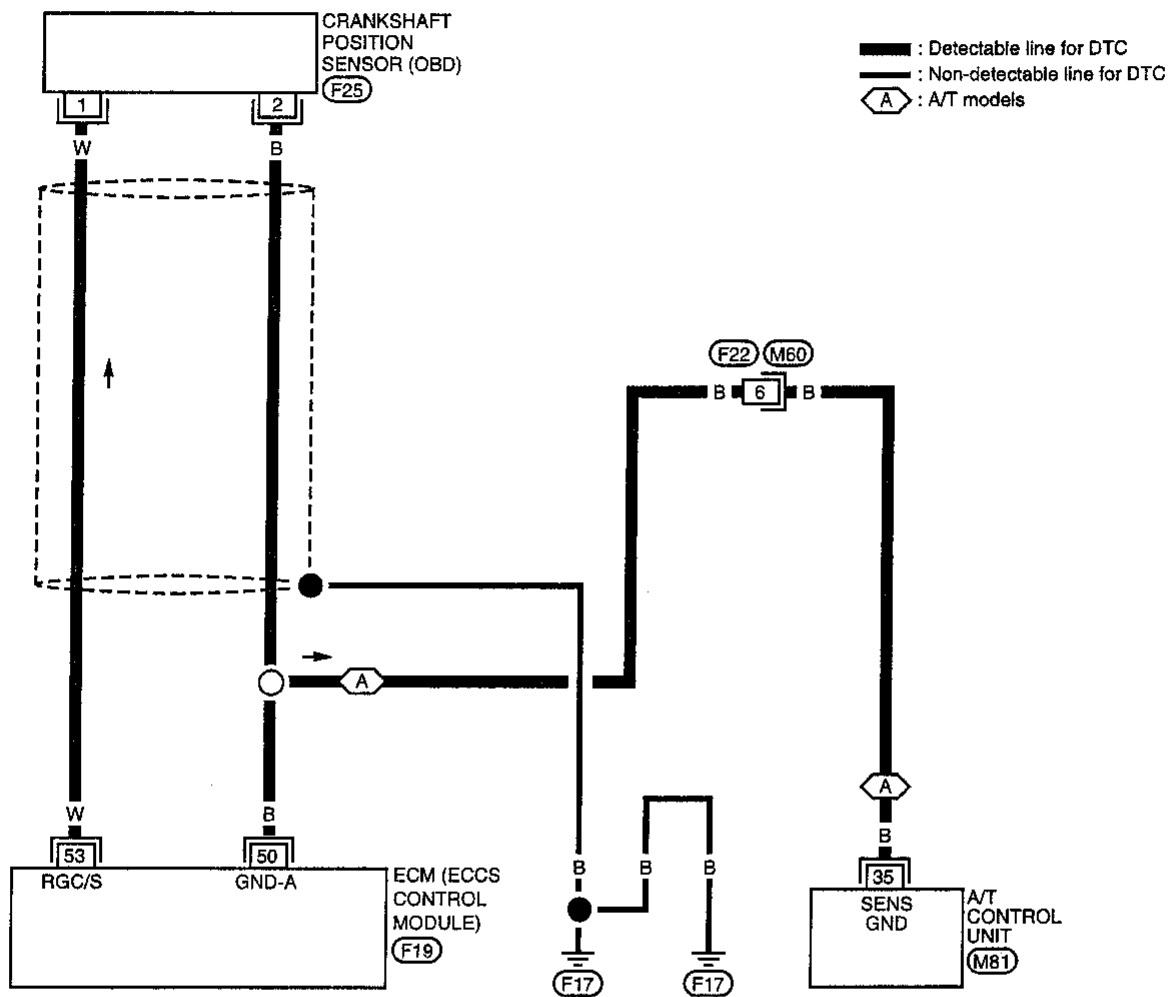 CRANKSHAFT
POSITION
SENSOR (OBD)
F25
: Detectable line for DTC
: Non-detectable line for DTC
A : A/T models
1
2
W
B
F22 M60
B 6 B
A
A
W
B
B
53
50
RGC/S
GND-A
ECM (ECCS
CONTROL
MODULE)
F19
B
B
B
35
SENS
GND
A/T
CONTROL
UNIT
M81
F17
F17